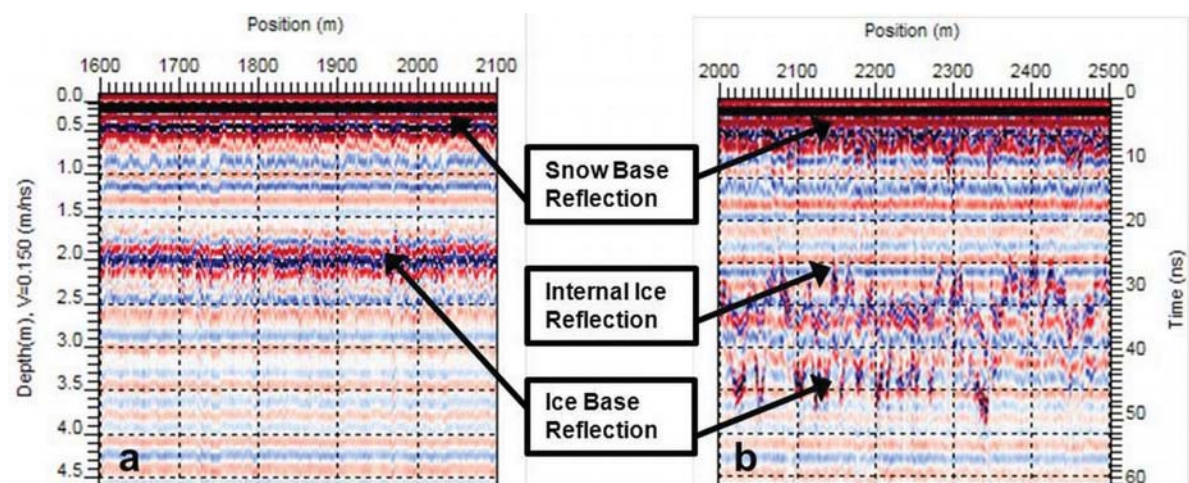 Position (m)
1600 1700 1800 1900 2000 2100
0.0
0.5
1.0
1.5
2.0
2.5
3.0
3.5
4.0
4.5
Depth(m), V=0.150 (m/ns)
a
Snow Base
Reflection
Internal Ice
Reflection
Ice Base
Reflection
Position (m)
2000 2100 2200 2300 2400 2500
0
10
20
30
40
50
60
Time (ns)
b